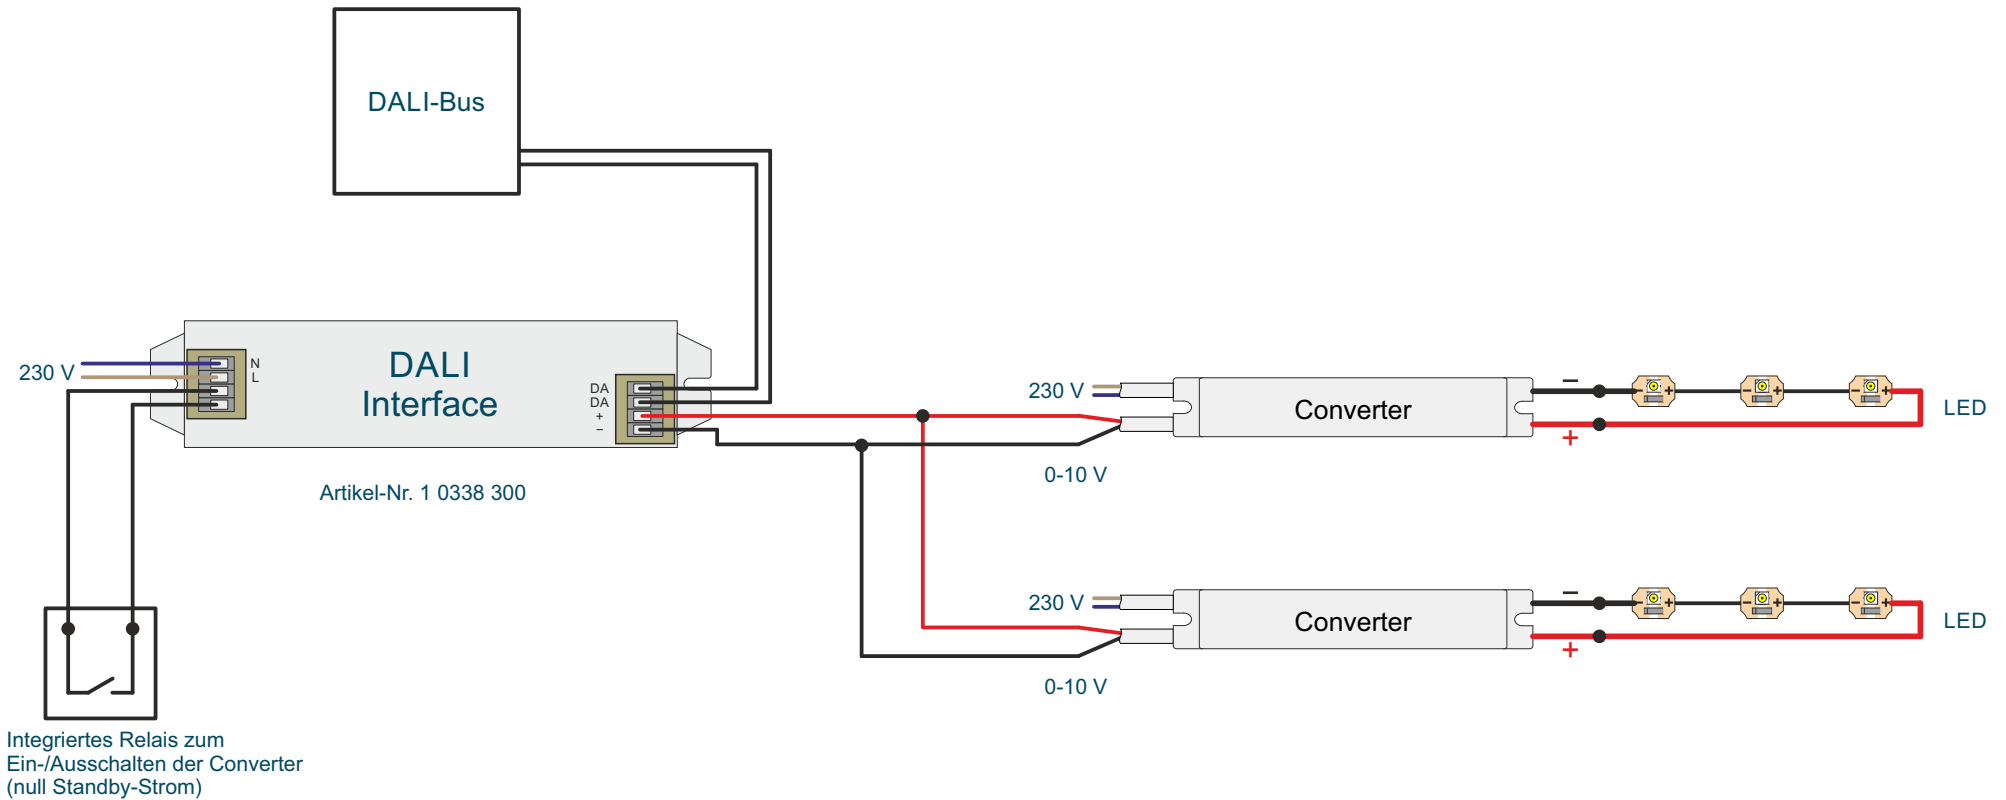 DALI-Bus
230 V
N
L
DALI
Interface
DA
DA
+
–
Artikel-Nr. 1 0338 300
230 V
0-10 V
Converter
–
+
– +
– +
– +
LED
230 V
0-10 V
Converter
–
+
– +
– +
– +
LED
Integriertes Relais zum
Ein-/Ausschalten der Converter
(null Standby-Strom)